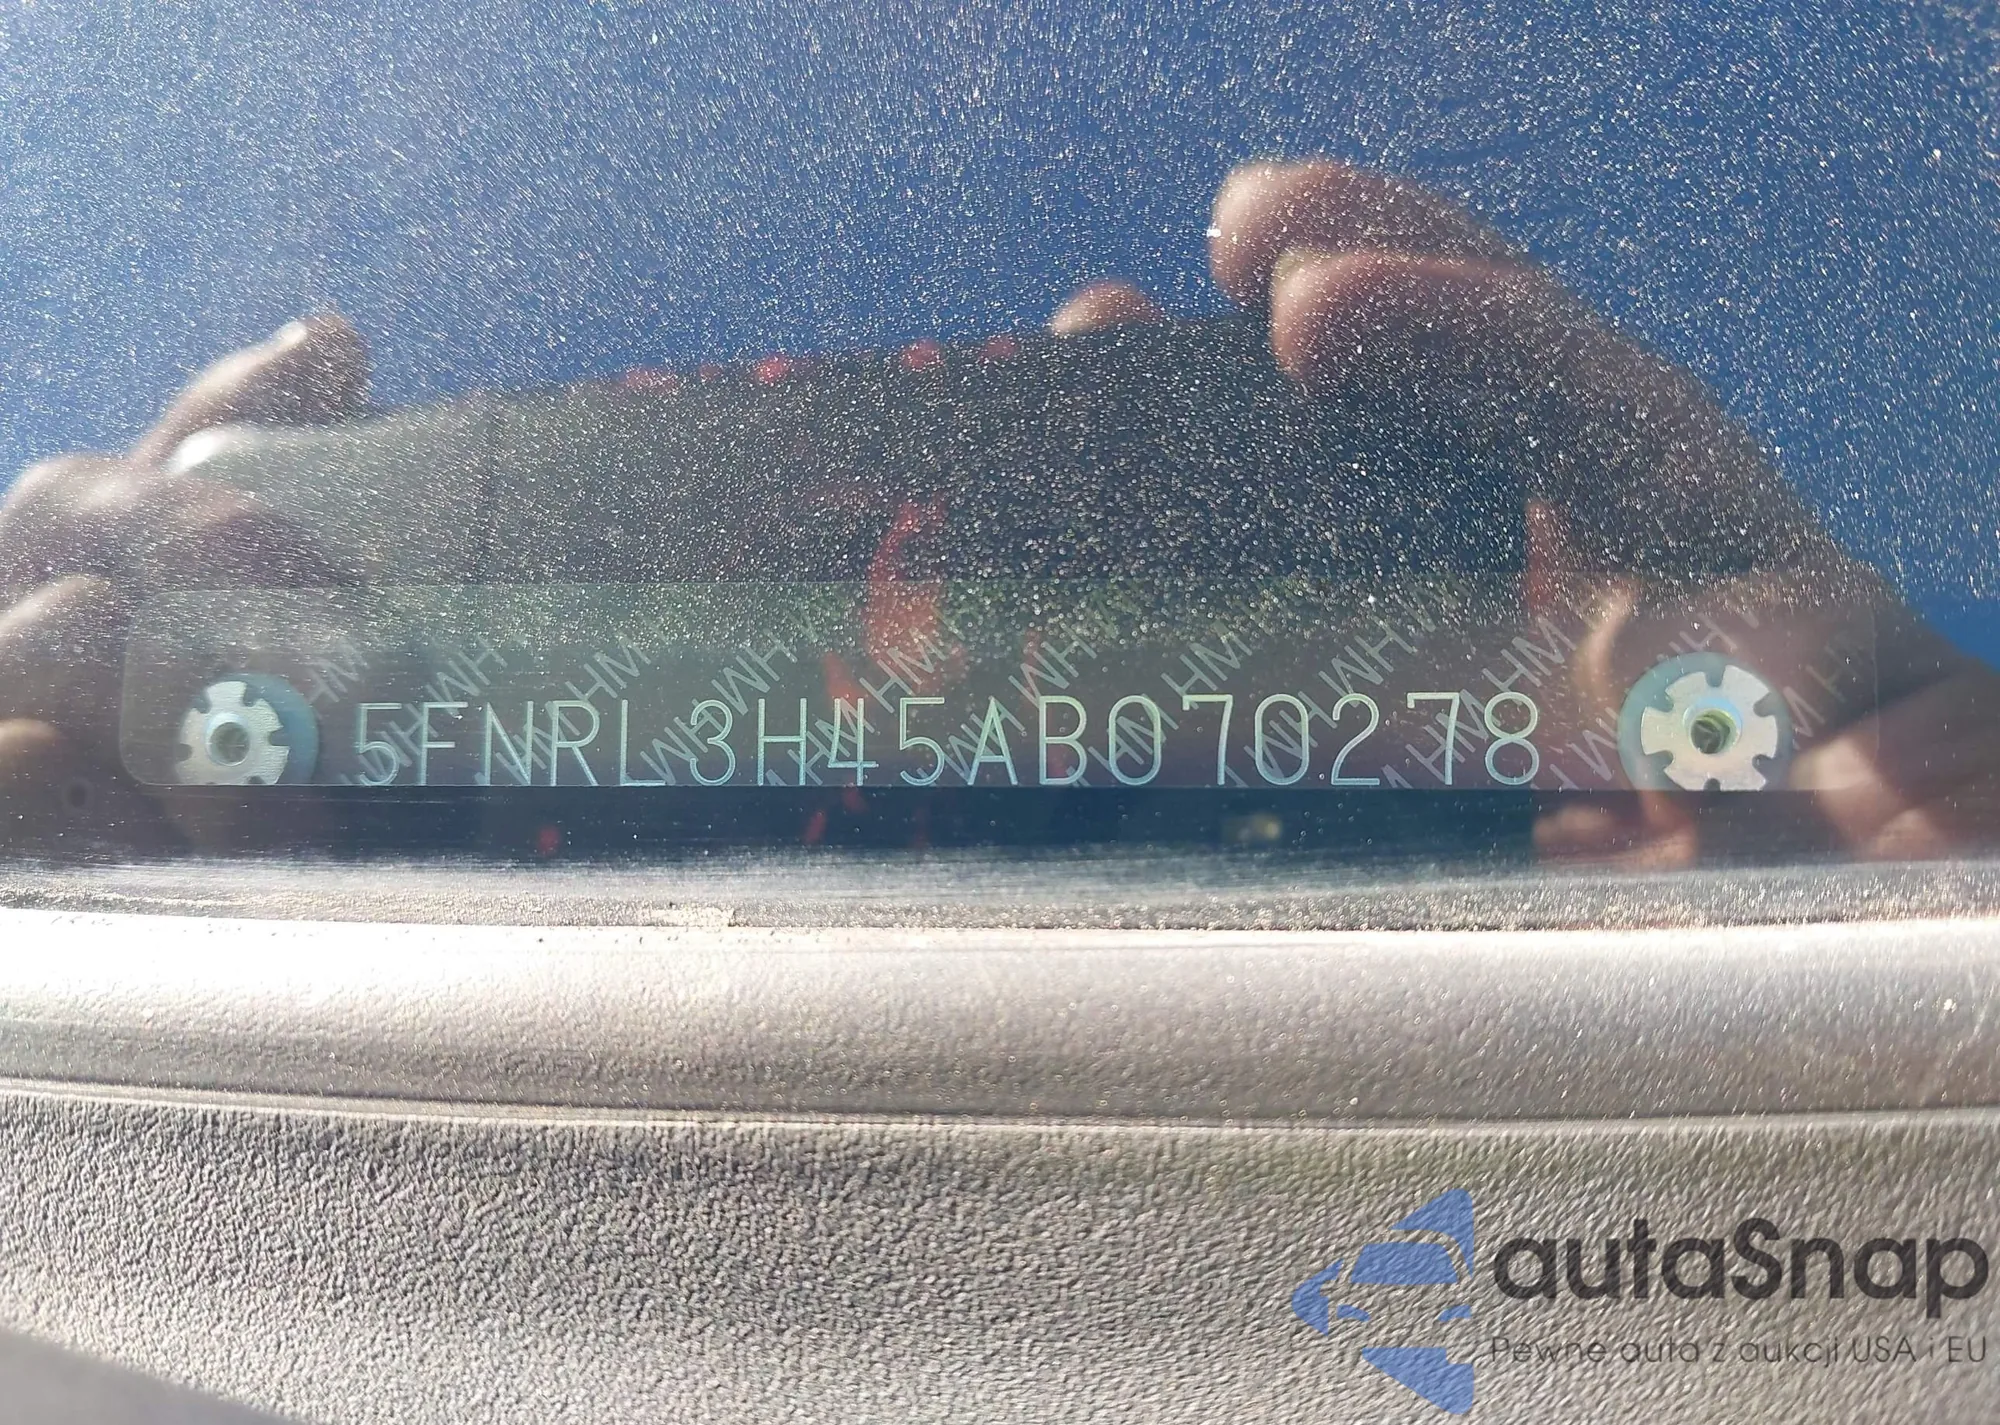 5FNRL3H45AB070278
autaSnap
Pewne auta z aukcji USA i EU